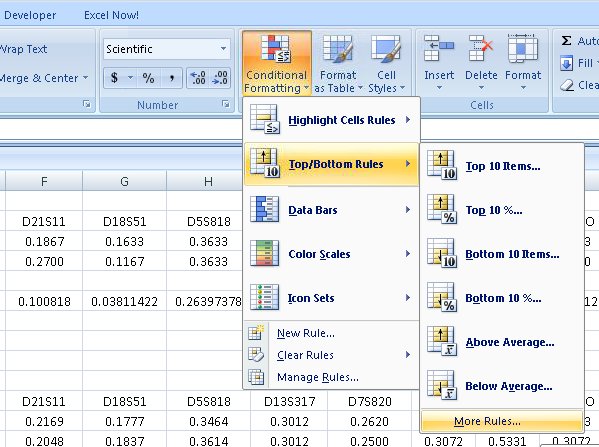 Developer Excel Now!
Wrap Text Scientific Conditional Formatting Format as Table Cell Styles Insert Delete Format Auto
Merge & Center $ % , .00 Fill
Number Cells Clea
Highlight Cells Rules
Top/Bottom Rules
Data Bars
Color Scales
Icon Sets
New Rule...
Clear Rules
Manage Rules...
Top 10 Items...
Top 10 %...
Bottom 10 Items...
Bottom 10 %...
Above Average...
Below Average...
More Rules...
F G H
D21S11 D18S51 D5S818 O
0.1867 0.1633 0.3633 3
0.2700 0.1167 0.3633
0.100818 0.03811422 0.26397378 12
D21S11 D18S51 D5S818 D13S317 D7S820
0.2169 0.1777 0.3464 0.3012 0.2620
0.2048 0.1837 0.3614 0.3012 0.2500 0.3072 0.5331 0.3072